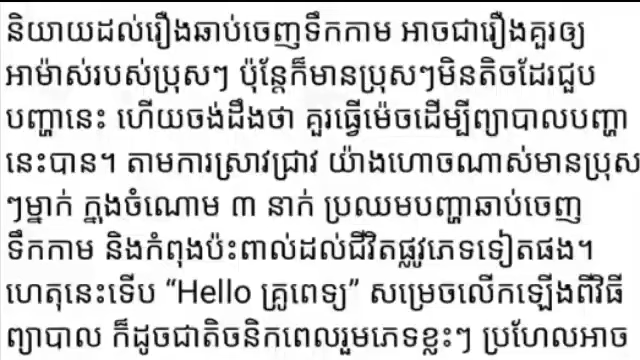 និយាយដល់រឿងឆាប់ចេញទឹកកាម អាចជារឿងគួរឲ្យ
អាម៉ាស់របស់ប្រុសៗ ប៉ុន្តែក៏មានប្រុសៗមិនតិចដែរជួប
បញ្ហានេះ ហើយចង់ដឹងថា គួរធ្វើម៉េចដើម្បីព្យាបាលបញ្ហា
នេះបាន។ តាមការស្រាវជ្រាវ យ៉ាងហោចណាស់មានប្រុស
ៗម្នាក់ ក្នុងចំណោម ៣ នាក់ ប្រឈមបញ្ហាឆាប់ចេញ
ទឹកកាម និងកំពុងប៉ះពាល់ដល់ជីវិតផ្លូវភេទទៀតផង។
ហេតុនេះទើប “Hello គ្រូពេទ្យ” សម្រេចលើកឡើងពីវិធី
ព្យាបាល ក៏ដូចជាតិចនិកពេលរួមភេទខ្លះៗ ប្រហែលអាច